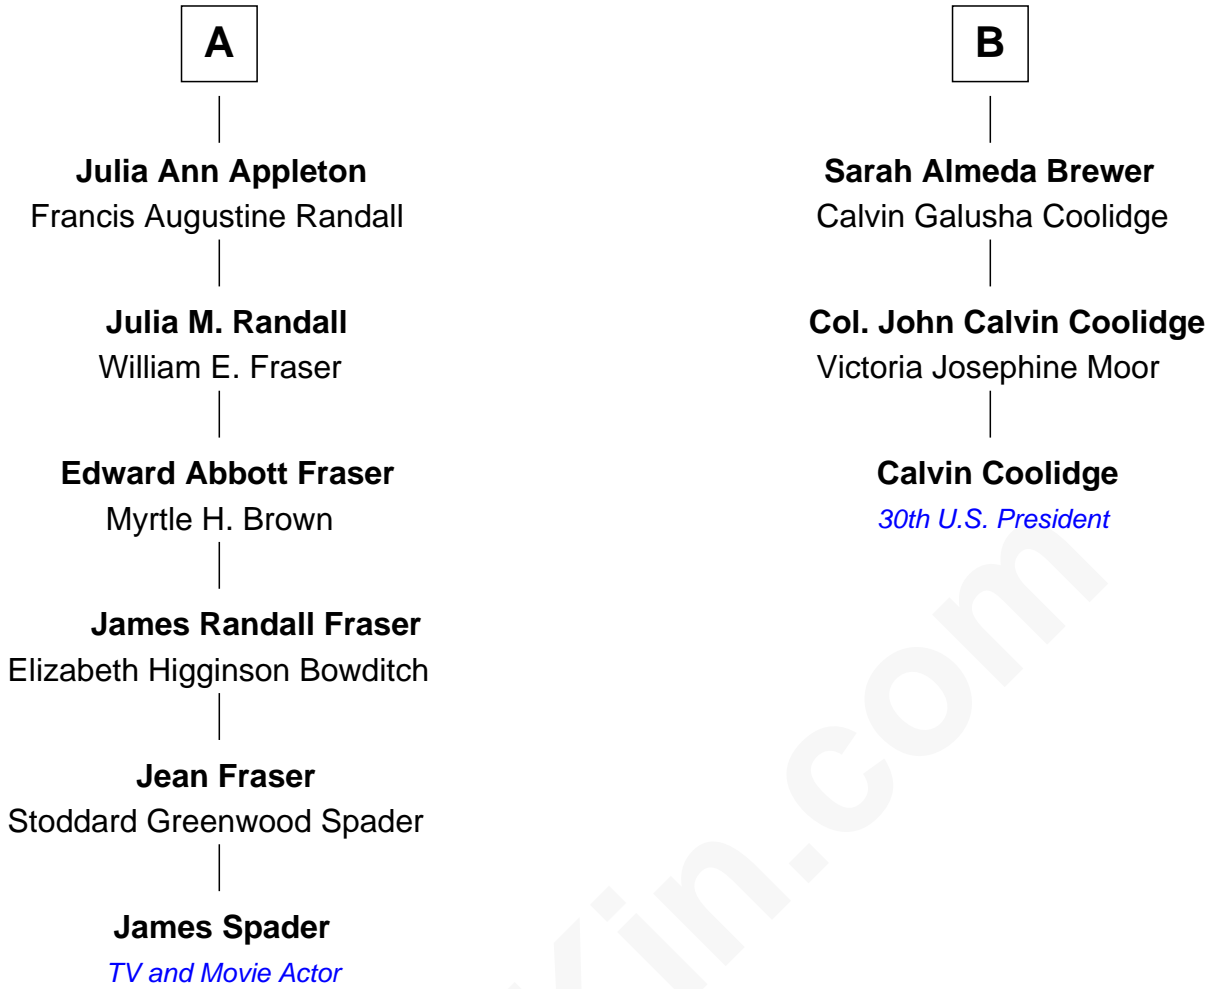 A
Julia Ann Appleton
Francis Augustine Randall
Julia M. Randall
William E. Fraser
Edward Abbott Fraser
Myrtle H. Brown
James Randall Fraser
Elizabeth Higginson Bowditch
Jean Fraser
Stoddard Greenwood Spader
James Spader
TV and Movie Actor
B
Sarah Almeda Brewer
Calvin Galusha Coolidge
Col. John Calvin Coolidge
Victoria Josephine Moor
Calvin Coolidge
30th U.S. President
Kin.com